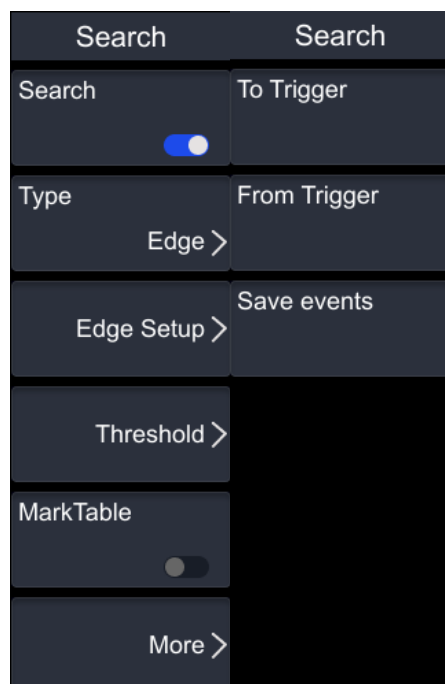 Search
Search
Type
Edge
Edge Setup
Threshold
MarkTable
More
Search
To Trigger
From Trigger
Save events